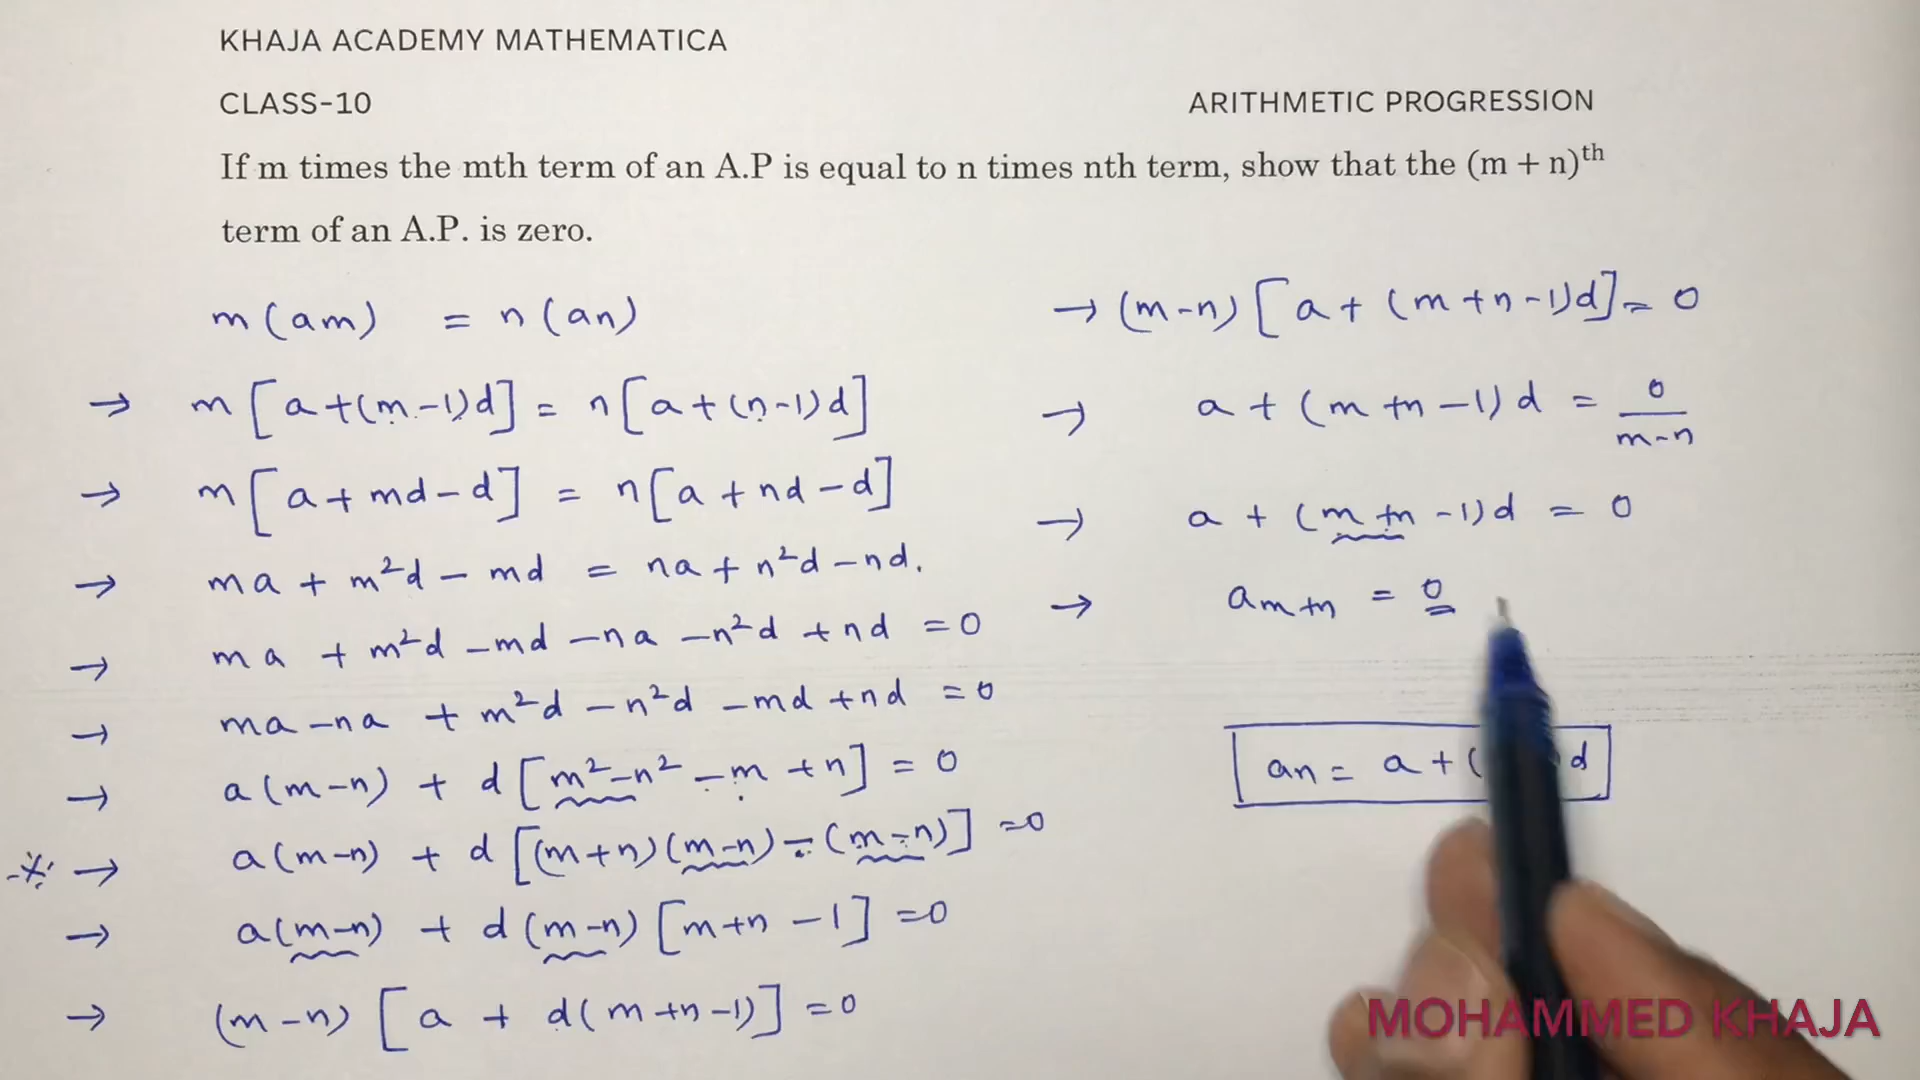 KHAJA ACADEMY MATHEMATICA
CLASS-10
ARITHMETIC PROGRESSION
If m times the mth term of an A.P is equal to n times nth term, show that the (m + n)th
term of an A.P. is zero.
m(am) = n(an)
→ m[a+(m-1)d] = n[a+(n-1)d]
→ m[a+md-d] = n[a+nd-d]
→ ma + m²d - md = na + n²d - nd.
→ ma + m²d - md - na - n²d + nd = 0
→ ma - na + m²d - n²d - md + nd = 0
→ a(m-n) + d[m²-n² - m + n] = 0
-*- → a(m-n) + d[(m+n)(m-n) - (m-n)] = 0
→ a(m-n) + d(m-n)[m+n-1] = 0
→ (m-n)[a + d(m+n-1)] = 0
→ (m-n)[a + (m+n-1)d] = 0
→ a + (m+n-1)d = 0/(m-n)
→ a + (m+n-1)d = 0
→ am+n = 0
an = a + ( d
MOHAMMED KHAJA